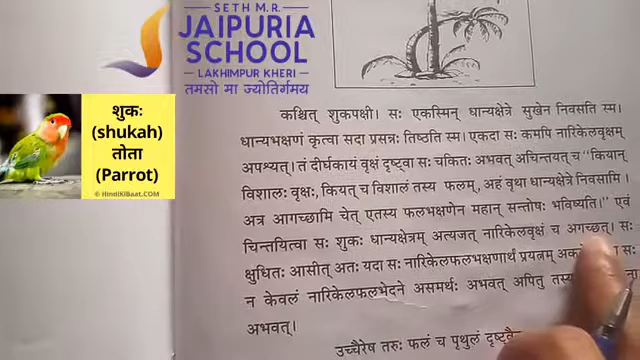 SETH M.R.
JAIPURIA
SCHOOL
LAKHIMPUR KHERI
तमसो मा ज्योतिर्गमय
शुकः
(shukah)
तोता
(Parrot)
© HindiKiBaat.COM
कश्चित् शुकपक्षी। सः एकस्मिन् धान्यक्षेत्रे सुखेन निवसति स्म।
धान्यभक्षणं कृत्वा सदा प्रसन्नः तिष्ठति स्म। एकदा सः कमपि नारिकेलवृक्षम्
अपश्यत्। तं दीर्घकायं वृक्षं दृष्ट्वा सः चकितः अभवत् अचिन्तयत् च "कियान्
विशालः वृक्षः, कियत् च विशालं तस्य फलम्, अहं वृथा धान्यक्षेत्रे निवसामि।
अत्र आगच्छामि चेत् एतस्य फलभक्षणेन महान् सन्तोषः भविष्यति।" एवं
चिन्तयित्वा सः शुकः धान्यक्षेत्रम् अत्यजत् नारिकेलवृक्षं च अगच्छत्। सः
क्षुधितः आसीत् अतः यदा सः नारिकेलफलभक्षणार्थं प्रयत्नम् सः
न केवलं नारिकेलफलभेदने असमर्थः अभवत् अपितु
अभवत्।
उच्चैरेष तरुः फलं च पृथुलं